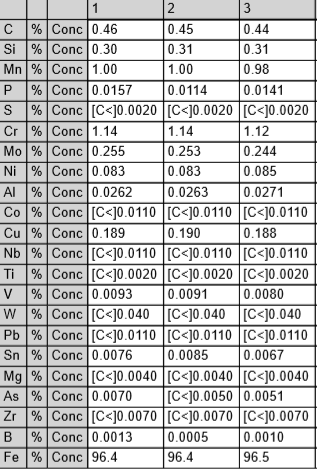 1 2 3
C % Conc 0.46 0.45 0.44
Si % Conc 0.30 0.31 0.31
Mn % Conc 1.00 1.00 0.98
P % Conc 0.0157 0.0114 0.0141
S % Conc [C<]0.0020 [C<]0.0020 [C<]0.0020
Cr % Conc 1.14 1.14 1.12
Mo % Conc 0.255 0.253 0.244
Ni % Conc 0.083 0.083 0.085
Al % Conc 0.0262 0.0263 0.0271
Co % Conc [C<]0.0110 [C<]0.0110 [C<]0.0110
Cu % Conc 0.189 0.190 0.188
Nb % Conc [C<]0.0110 [C<]0.0110 [C<]0.0110
Ti % Conc [C<]0.0020 [C<]0.0020 [C<]0.0020
V % Conc 0.0093 0.0091 0.0080
W % Conc [C<]0.040 [C<]0.040 [C<]0.040
Pb % Conc [C<]0.0110 [C<]0.0110 [C<]0.0110
Sn % Conc 0.0076 0.0085 0.0067
Mg % Conc [C<]0.0040 [C<]0.0040 [C<]0.0040
As % Conc 0.0070 [C<]0.0050 0.0051
Zr % Conc [C<]0.0070 [C<]0.0070 [C<]0.0070
B % Conc 0.0013 0.0005 0.0010
Fe % Conc 96.4 96.4 96.5